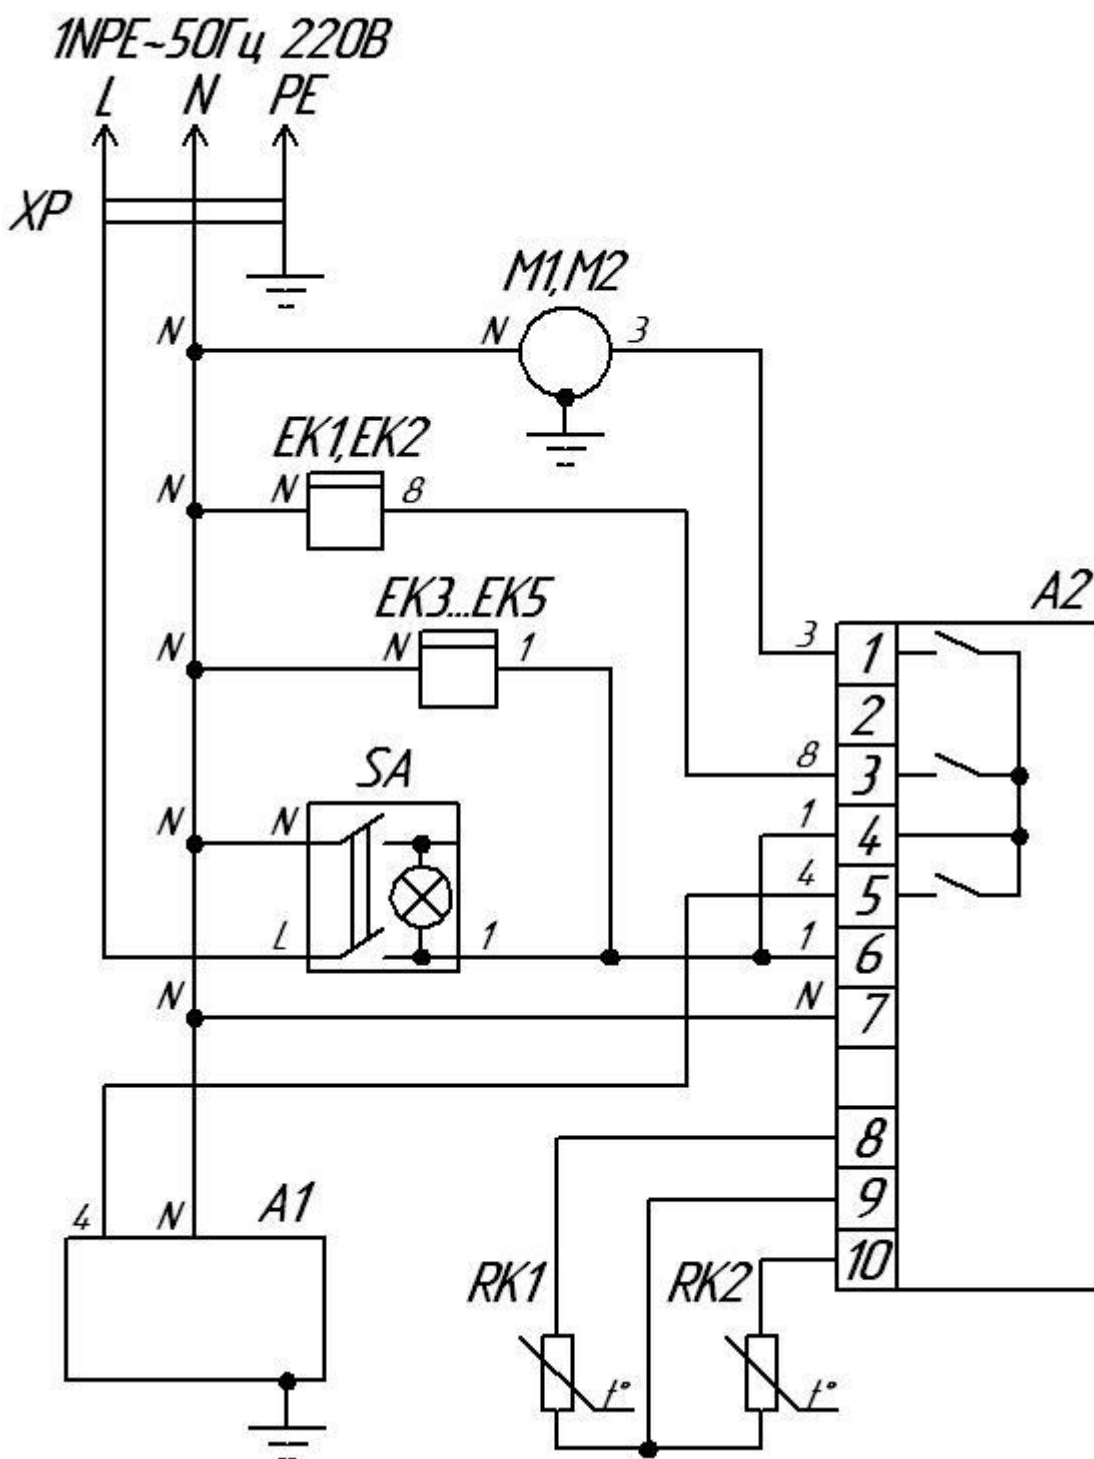 1NPE~50Гц 220В
L N PE
XP
M1,M2
N N 3
EK1,EK2
N N 8
EK3...EK5
A2
N N 1
3 1
2
SA
8 3
N N
1 4
4 5
L 1 1 6
N N 7
8
9
4 N A1
10
RK1 RK2
t° t°